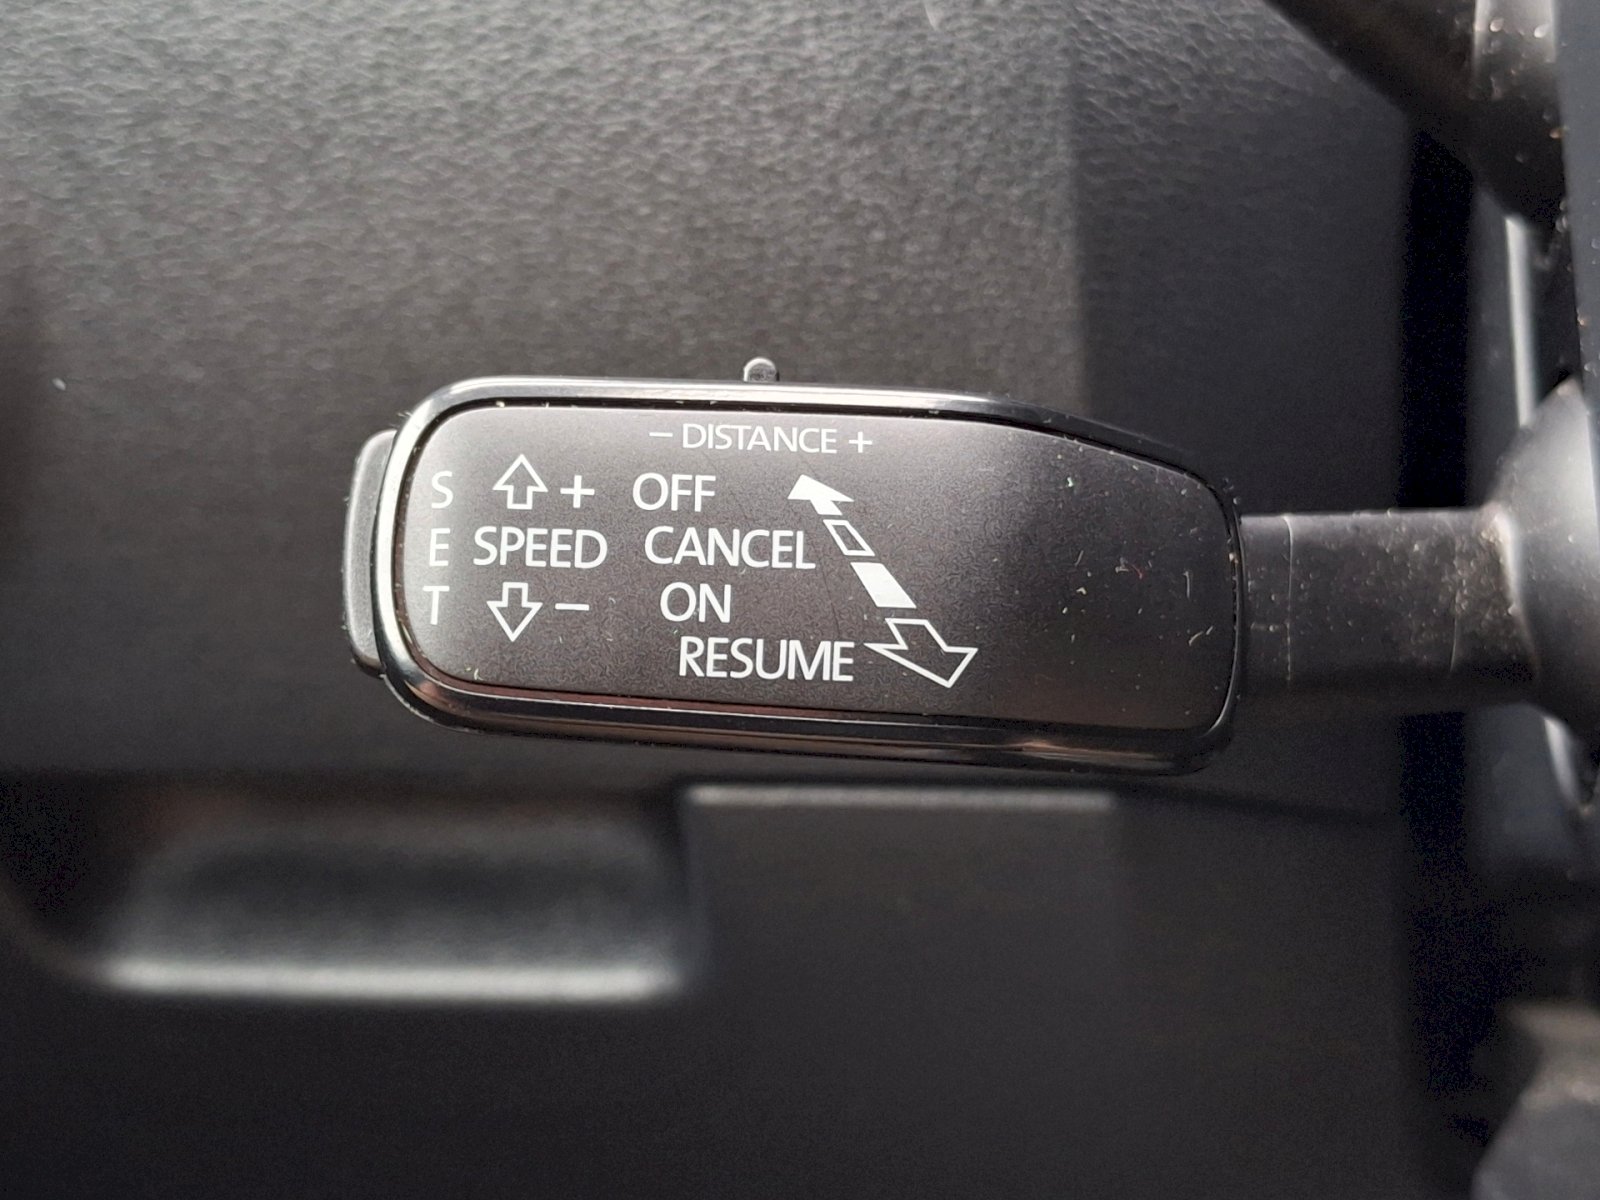 − DISTANCE +
S + OFF
E SPEED CANCEL
T − ON
RESUME